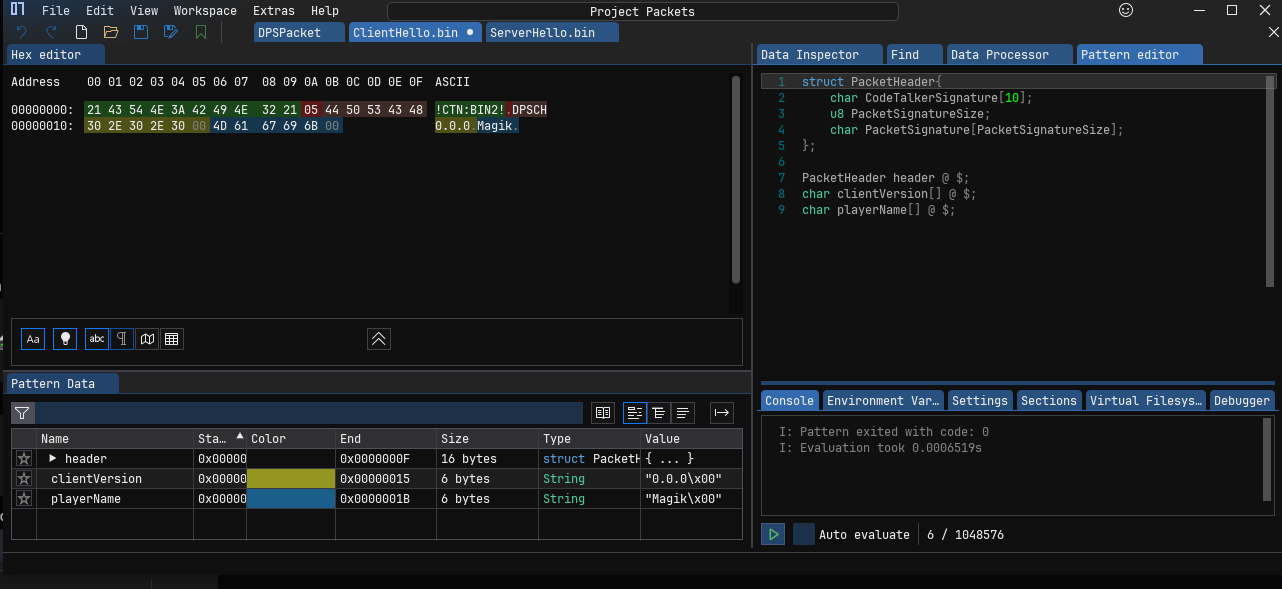 File Edit View Workspace Extras Help Project Packets
DPSPacket ClientHello.bin ServerHello.bin
Hex editor
Address 00 01 02 03 04 05 06 07 08 09 0A 0B 0C 0D 0E 0F ASCII
00000000: 21 43 54 4E 3A 42 49 4E 32 21 05 44 50 53 43 48 !CTN:BIN2!.DPSCH
00000010: 30 2E 30 2E 30 00 4D 61 67 69 6B 00 0.0.0.Magik.
Aa abc
Pattern Data
Name Sta… Color End Size Type Value
header 0x00000 0x0000000F 16 bytes struct PacketH { ... }
clientVersion 0x00000 0x00000015 6 bytes String "0.0.0\x00"
playerName 0x00000 0x0000001B 6 bytes String "Magik\x00"
Data Inspector Find Data Processor Pattern editor
1 struct PacketHeader{
2 char CodeTalkerSignature[10];
3 u8 PacketSignatureSize;
4 char PacketSignature[PacketSignatureSize];
5 };
6
7 PacketHeader header @ $;
8 char clientVersion[] @ $;
9 char playerName[] @ $;
Console Environment Var… Settings Sections Virtual Filesys… Debugger
I: Pattern exited with code: 0
I: Evaluation took 0.0006519s
Auto evaluate 6 / 1048576